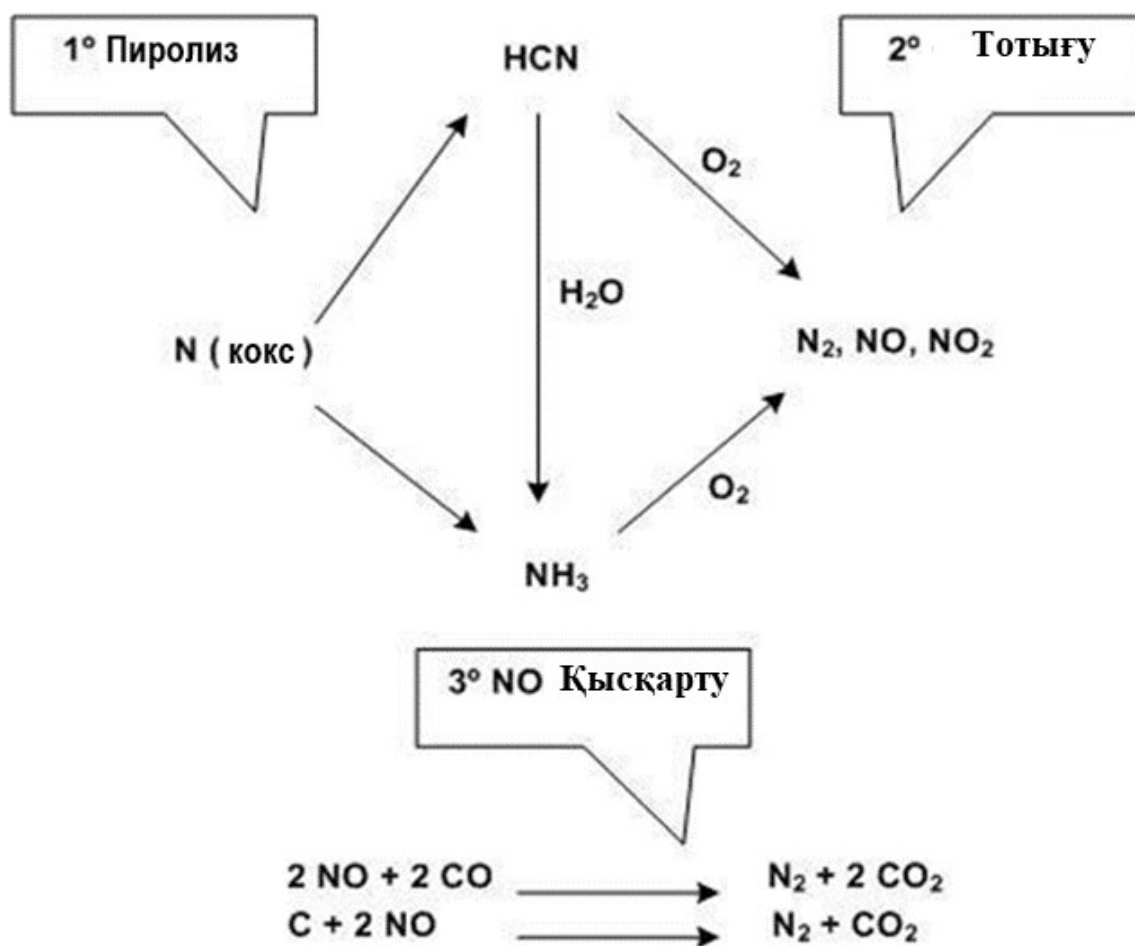 1° Пиролиз
HCN
2° Тотығу
O₂
H₂O
N ( кокс )
N₂, NO, NO₂
O₂
NH₃
3° NO Қысқарту
2 NO + 2 CO N₂ + 2 CO₂
C + 2 NO N₂ + CO₂